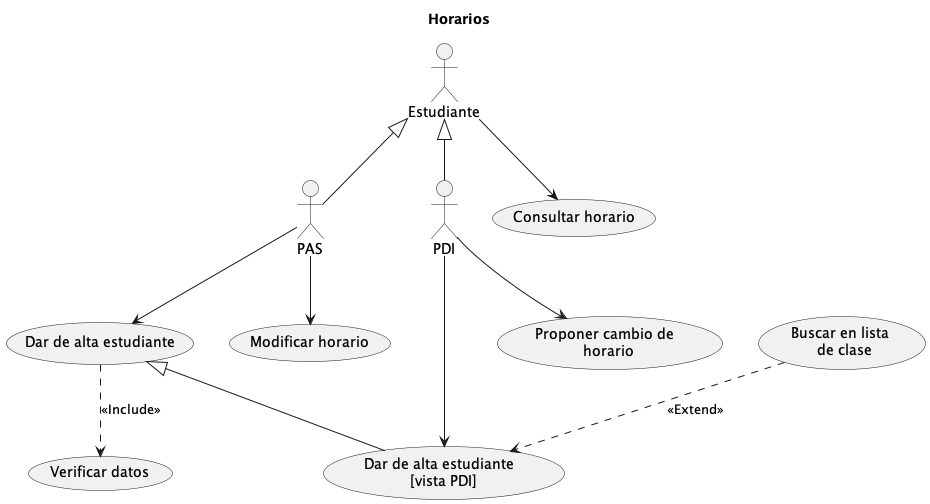 Horarios
Estudiante
Consultar horario
PAS
PDI
Dar de alta estudiante
Modificar horario
Proponer cambio de
horario
Buscar en lista
de clase
«Include»
«Extend»
Verificar datos
Dar de alta estudiante
[vista PDI]